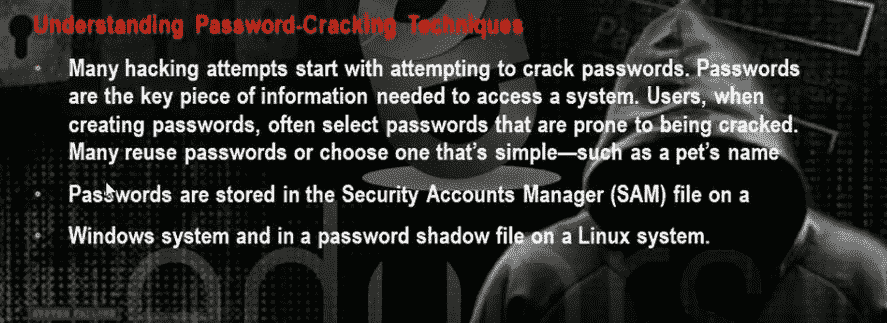 Understanding Password-Cracking Techniques
• Many hacking attempts start with attempting to crack passwords. Passwords
are the key piece of information needed to access a system. Users, when
creating passwords, often select passwords that are prone to being cracked.
Many reuse passwords or choose one that's simple—such as a pet's name
• Passwords are stored in the Security Accounts Manager (SAM) file on a
• Windows system and in a password shadow file on a Linux system.